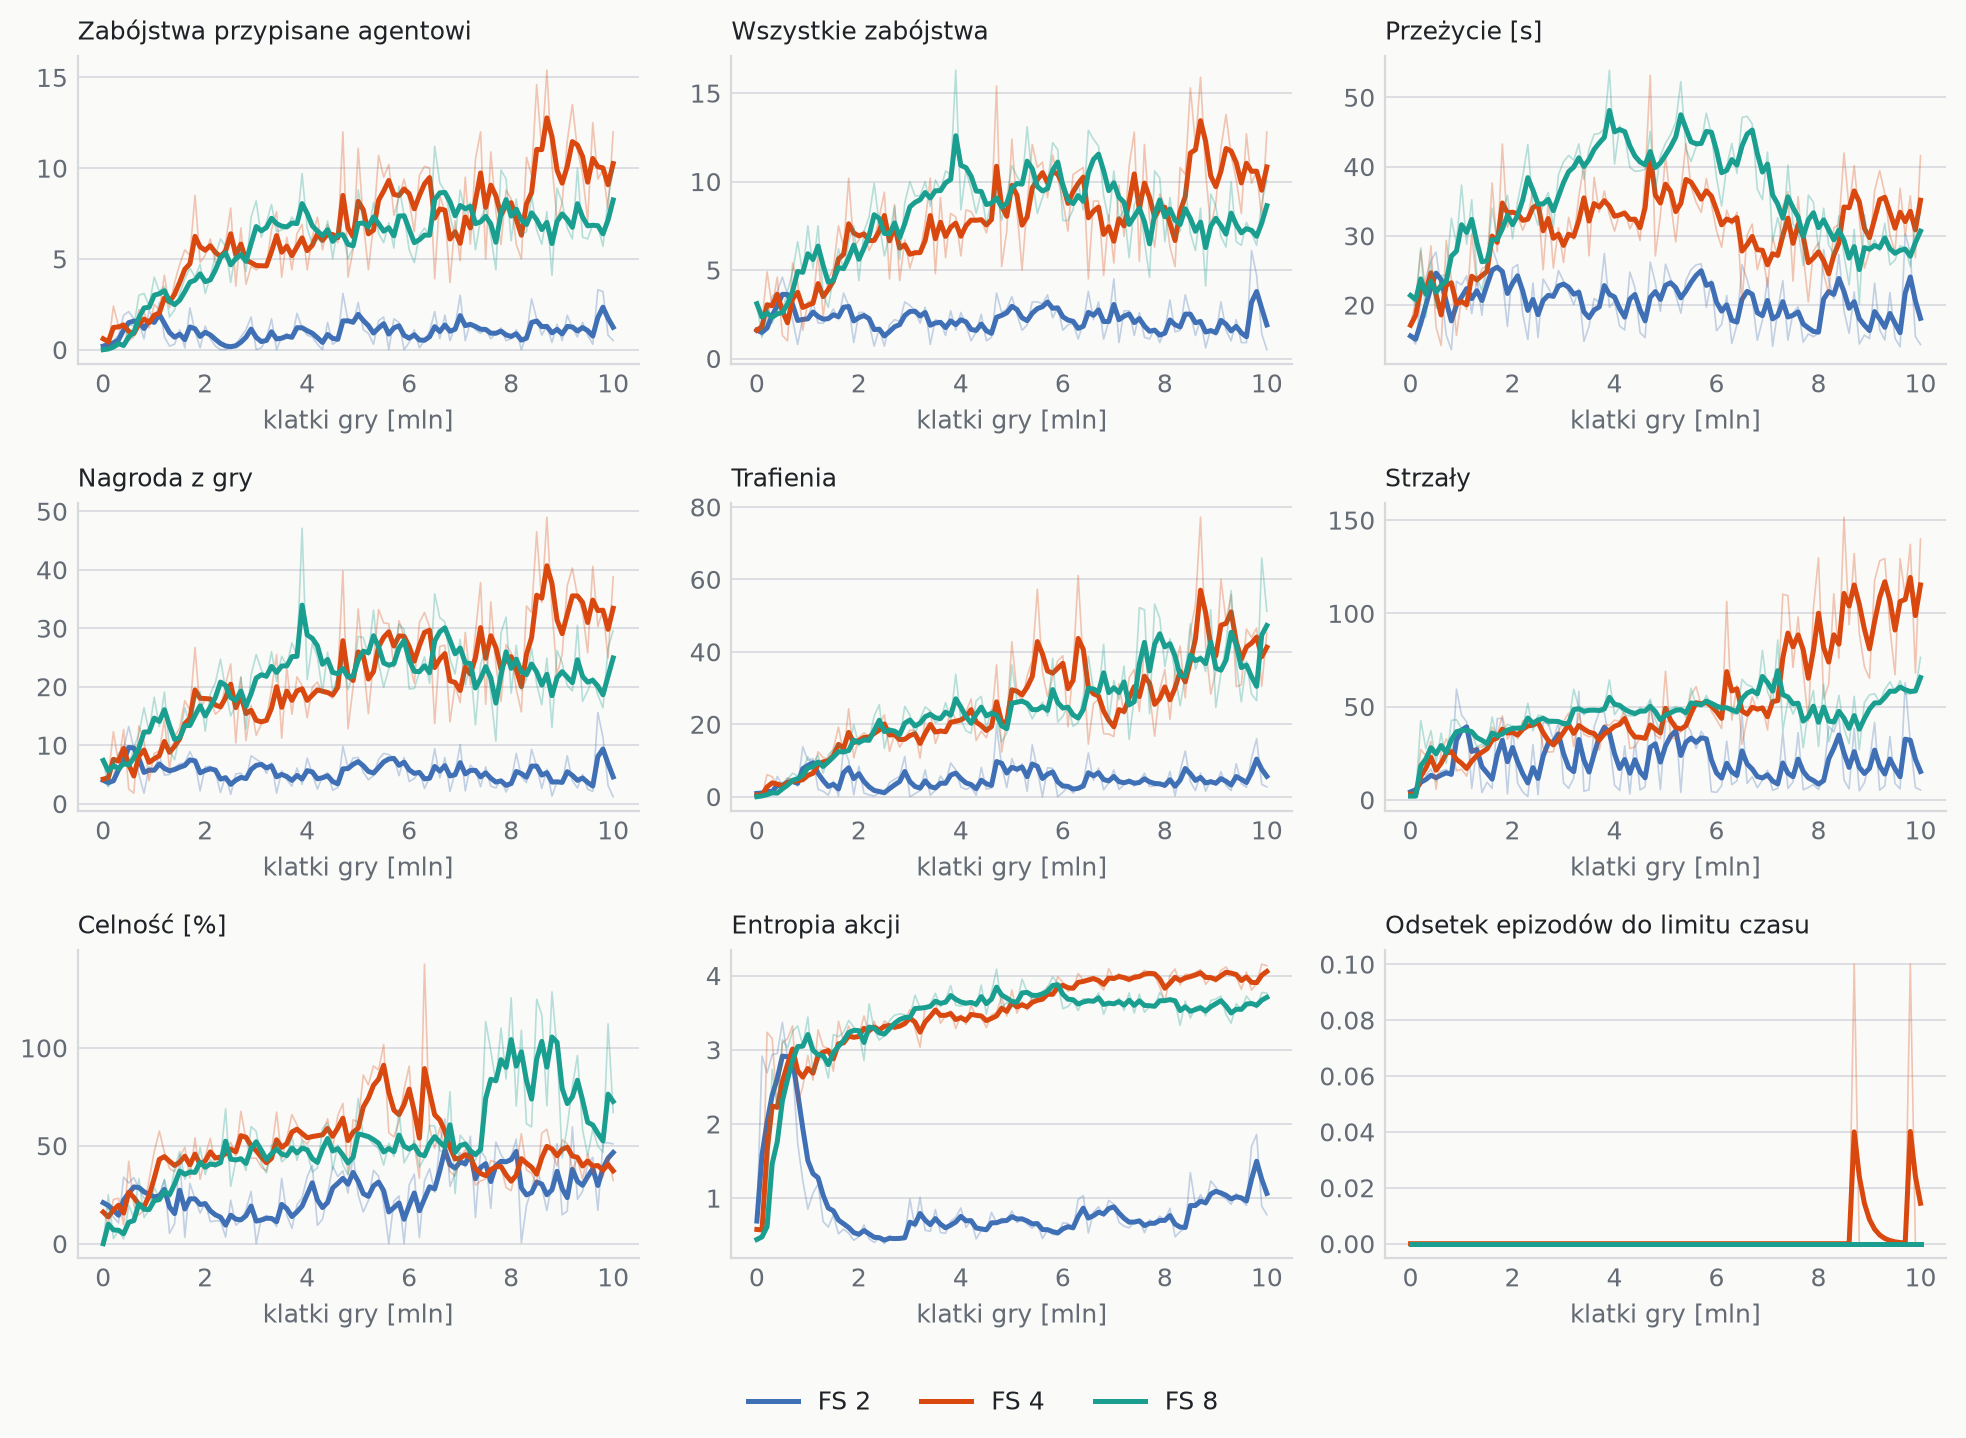 Zabójstwa przypisane agentowi
15
10
5
0
0 2 4 6 8 10
klatki gry [mln]
Wszystkie zabójstwa
15
10
5
0
0 2 4 6 8 10
klatki gry [mln]
Przeżycie [s]
50
40
30
20
0 2 4 6 8 10
klatki gry [mln]
Nagroda z gry
50
40
30
20
10
0
0 2 4 6 8 10
klatki gry [mln]
Trafienia
80
60
40
20
0
0 2 4 6 8 10
klatki gry [mln]
Strzały
150
100
50
0
0 2 4 6 8 10
klatki gry [mln]
Celność [%]
100
50
0
0 2 4 6 8 10
klatki gry [mln]
Entropia akcji
4
3
2
1
0 2 4 6 8 10
klatki gry [mln]
Odsetek epizodów do limitu czasu
0.10
0.08
0.06
0.04
0.02
0.00
0 2 4 6 8 10
klatki gry [mln]
FS 2 FS 4 FS 8